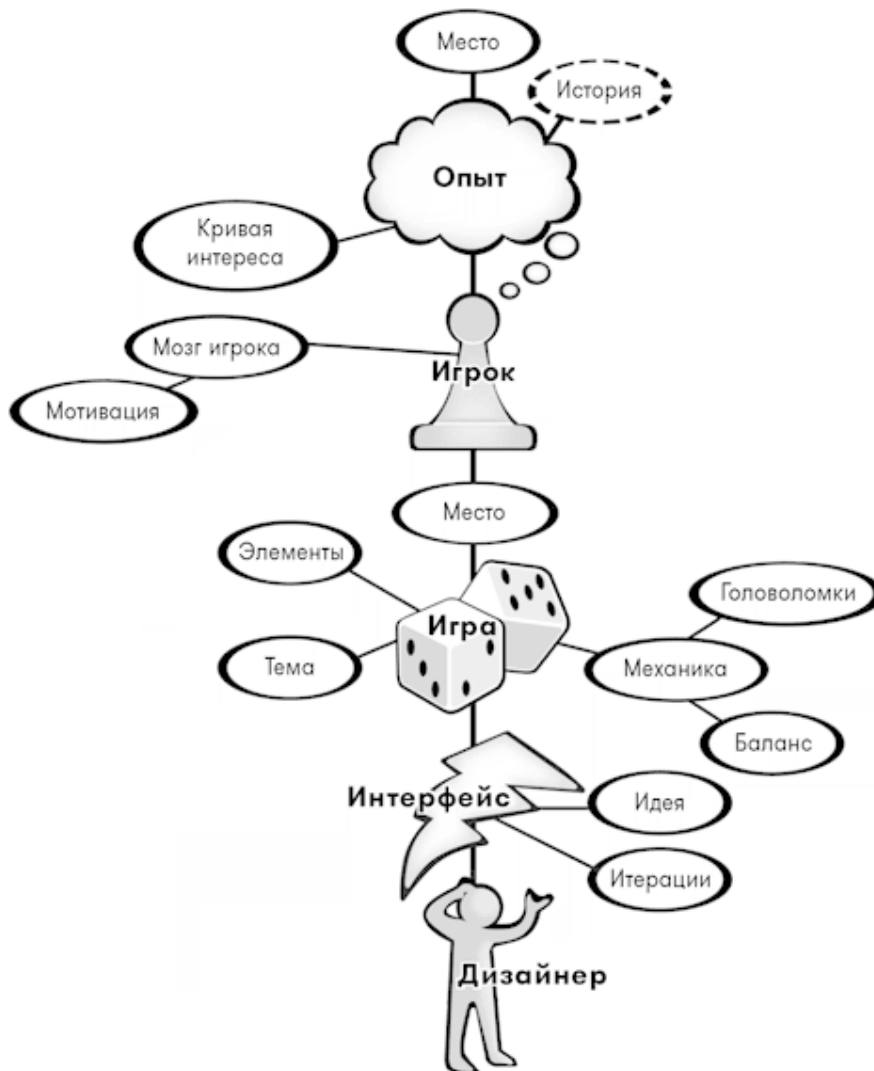 Место
История
Опыт
Кривая
интереса
Мозг игрока
Игрок
Мотивация
Место
Элементы
Головоломки
Игра
Тема
Механика
Баланс
Интерфейс
Идея
Итерации
Дизайнер